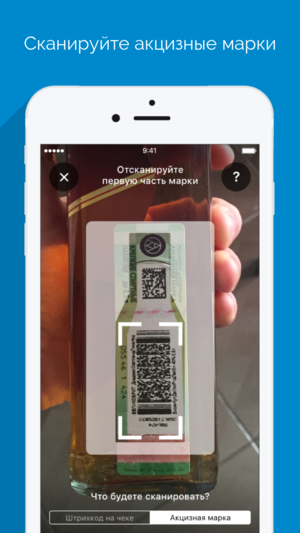 Сканируйте акцизные марки
9:41
Отсканируйте
первую часть марки
?
Что будете сканировать?
Штрихкод на чеке
Акцизная марка